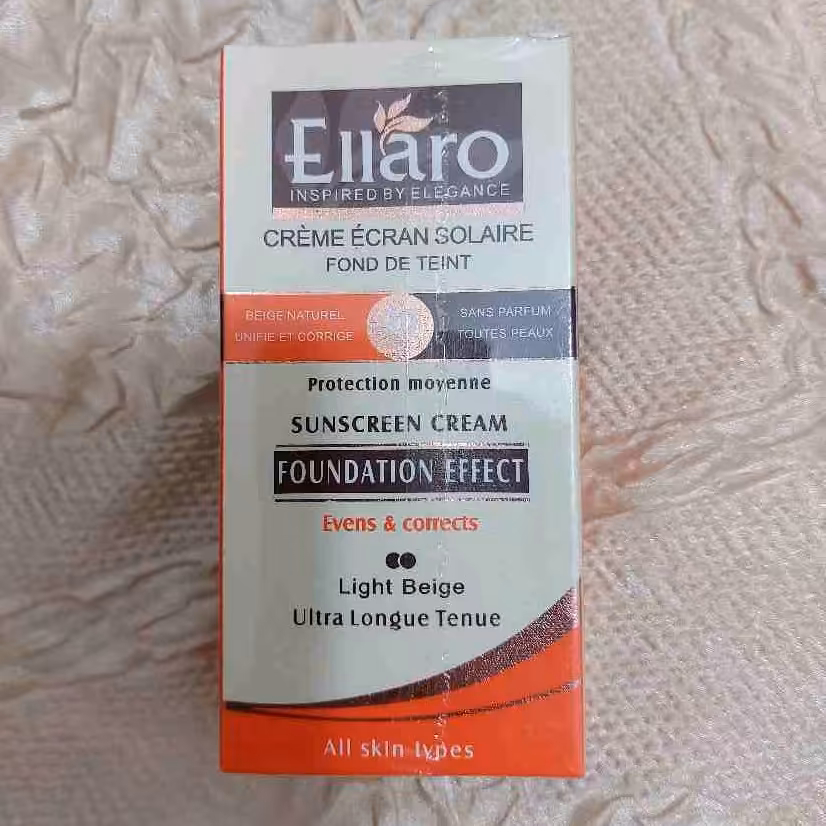 Ellaro
INSPIRED BY ELEGANCE
CRÈME ÉCRAN SOLAIRE
FOND DE TEINT
BEIGE NATUREL
UNIFIE ET CORRIGE
SANS PARFUM
TOUTES PEAUX
Protection moyenne
SUNSCREEN CREAM
FOUNDATION EFFECT
Evens & corrects
Light Beige
Ultra Longue Tenue
All skin types